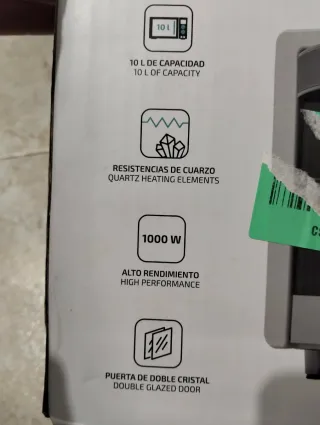 10 L
10 L DE CAPACIDAD
10 L OF CAPACITY
RESISTENCIAS DE CUARZO
QUARTZ HEATING ELEMENTS
1000 W
ALTO RENDIMIENTO
HIGH PERFORMANCE
PUERTA DE DOBLE CRISTAL
DOUBLE GLAZED DOOR